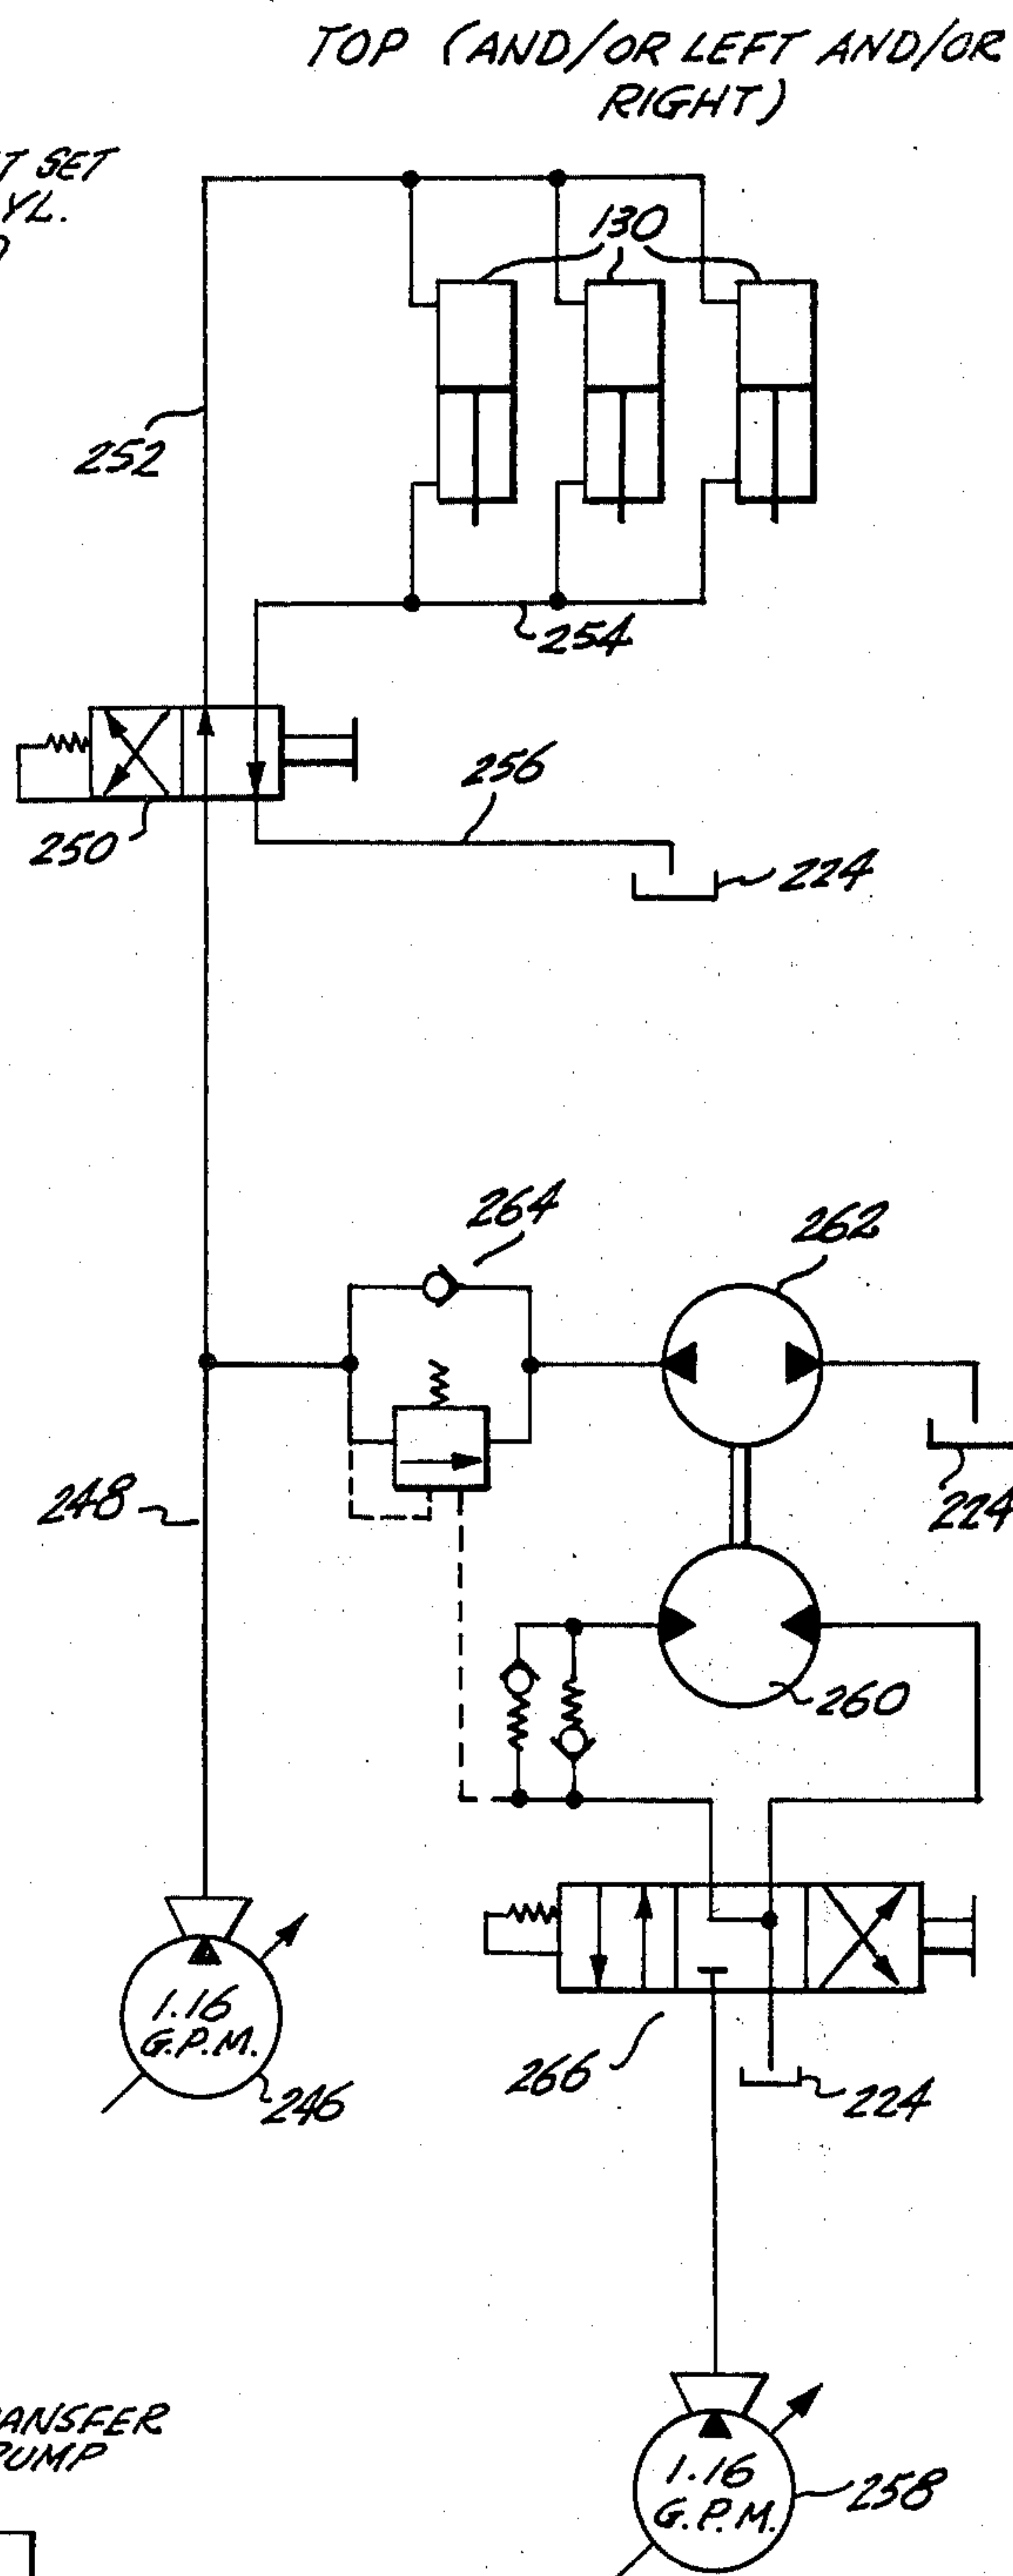 TOP (AND/OR LEFT AND/OR
RIGHT)
SET
YL.
130
252
254
256
250
224
264
262
248
224
260
1.16
G.P.M.
246
266
224
ANSFER
PUMP
1.16
G.P.M.
258